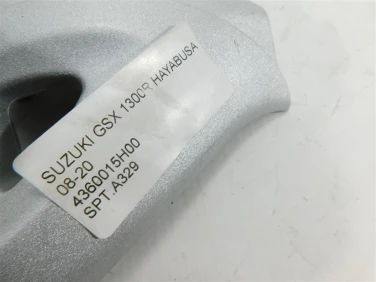 SUZUKI GSX 1300R HAYABUSA
08-20
4360015H00
SPT.A329